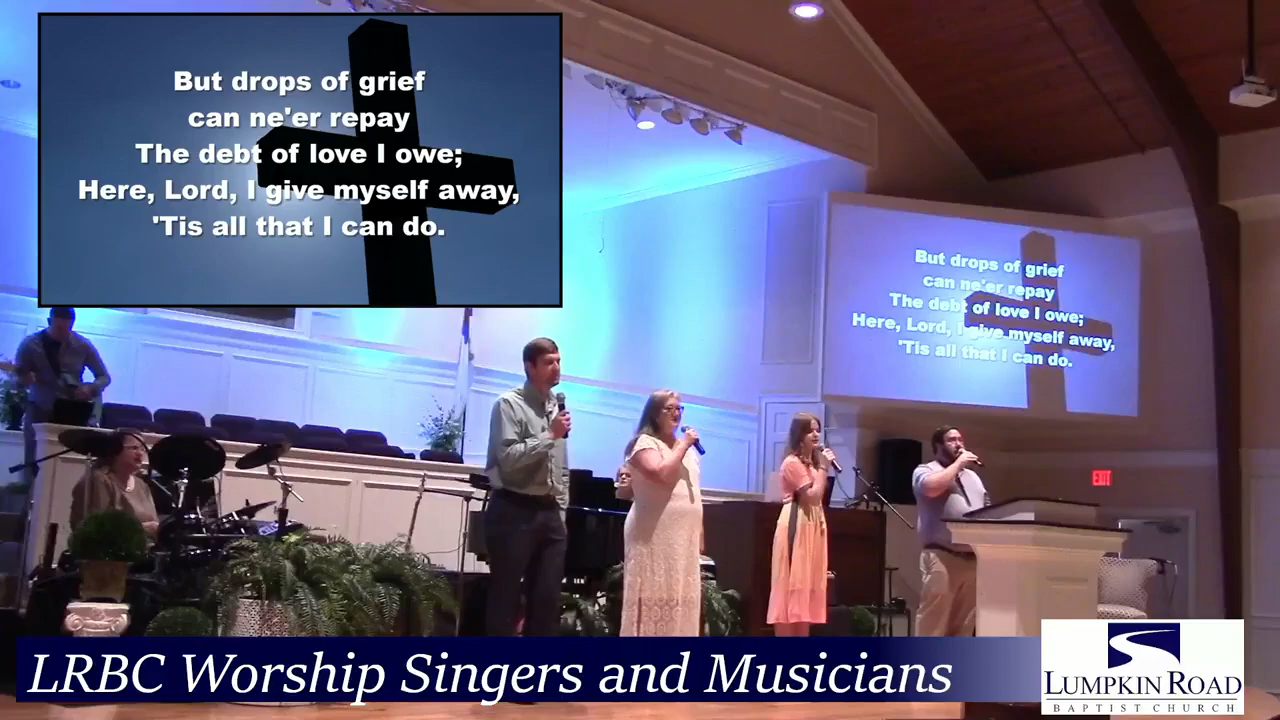 But drops of grief
can ne'er repay
The debt of love I owe;
Here, Lord, I give myself away,
'Tis all that I can do.
But drops of grief
can ne'er repay
The debt of love I owe;
Here, Lord, I give myself away,
'Tis all that I can do.
EXIT
LRBC Worship Singers and Musicians
LUMPKIN ROAD
BAPTIST CHURCH